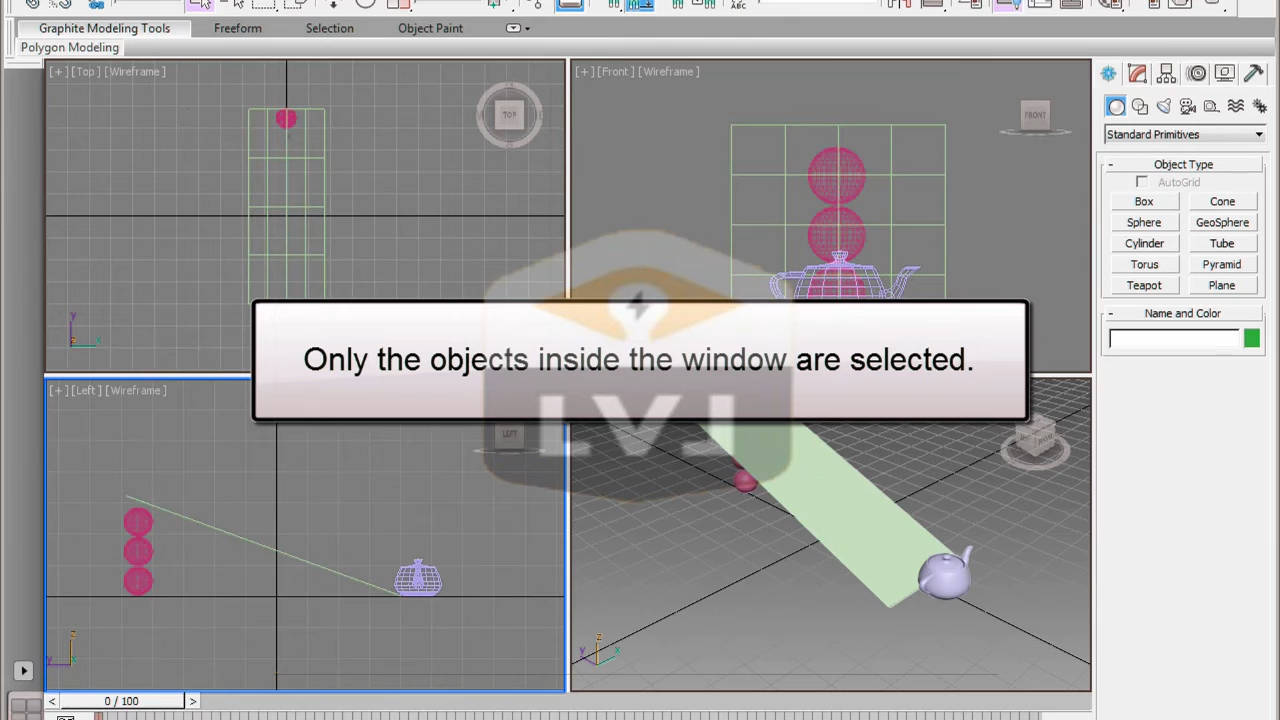 Graphite Modeling Tools
Freeform
Selection
Object Paint
Polygon Modeling
[+] [Top] [Wireframe]
TOP
[+] [Front] [Wireframe]
FRONT
Standard Primitives
- Object Type
AutoGrid
Box
Cone
Sphere
GeoSphere
Cylinder
Tube
Torus
Pyramid
Teapot
Plane
- Name and Color
Only the objects inside the window are selected.
LVL
[+] [Left] [Wireframe]
LEFT
y
x
z
y
x
z
y
x
< 0 / 100 >